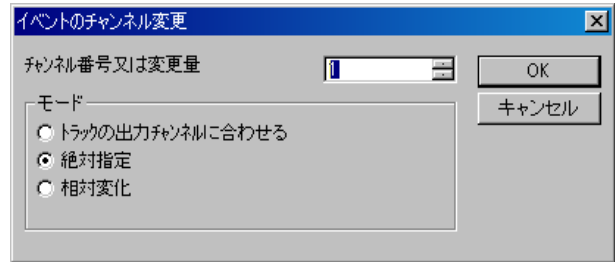 イベントのチャンネル変更
チャンネル番号又は変更量
1
OK
モード
キャンセル
トラックの出力チャンネルに合わせる
絶対指定
相対変化